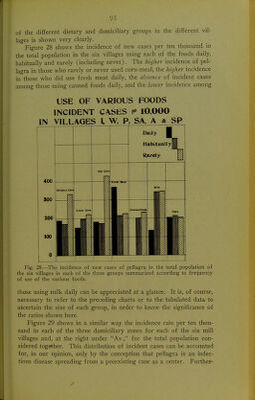 93
of the different dietary and domiciliary groups in the different vil-
lages is shown very clearly.
Figure 28 shows the incidence of new cases per ten thousand in
the total population in the six villages using each of the foods daily,
habitually and rarely (including never). The higher incidence of pel-
lagra in those who rarely or never used corn-meal, the higher incidence
in those who did use fresh meat daily, the absence of incident cases
among those using canned foods daily, and the lower incidence among
USE OF VARIOUS FOODS
INCIDENT CASES ≠ 10.000
IN VILLAGES I, W, P, SA, A & SP
Daily
Habitually
Rarely
400
300
200
100
0
Fig. 28.—The incidence of new cases of pellagra in the total population of
the six villages in each of the three groups summarized according to frequency
of use of the various foods.
those using milk daily can be appreciated at a glance. It is, of course,
necessary to refer to the preceding charts or to the tabulated data to
ascertain the size of each group, in order to know the significance of
the ratios shown here.
Figure 29 shows in a similar way the incidence rate per ten thou-
sand in each of the three domiciliary zones for each of the six mill
villages and, at the right under "Av.," for the total population con-
sidered together. This distribution of incident cases can be accounted
for, in our opinion, only by the conception that pellagra is an infec-
tious disease spreading from a preexisting case as a center. Further-